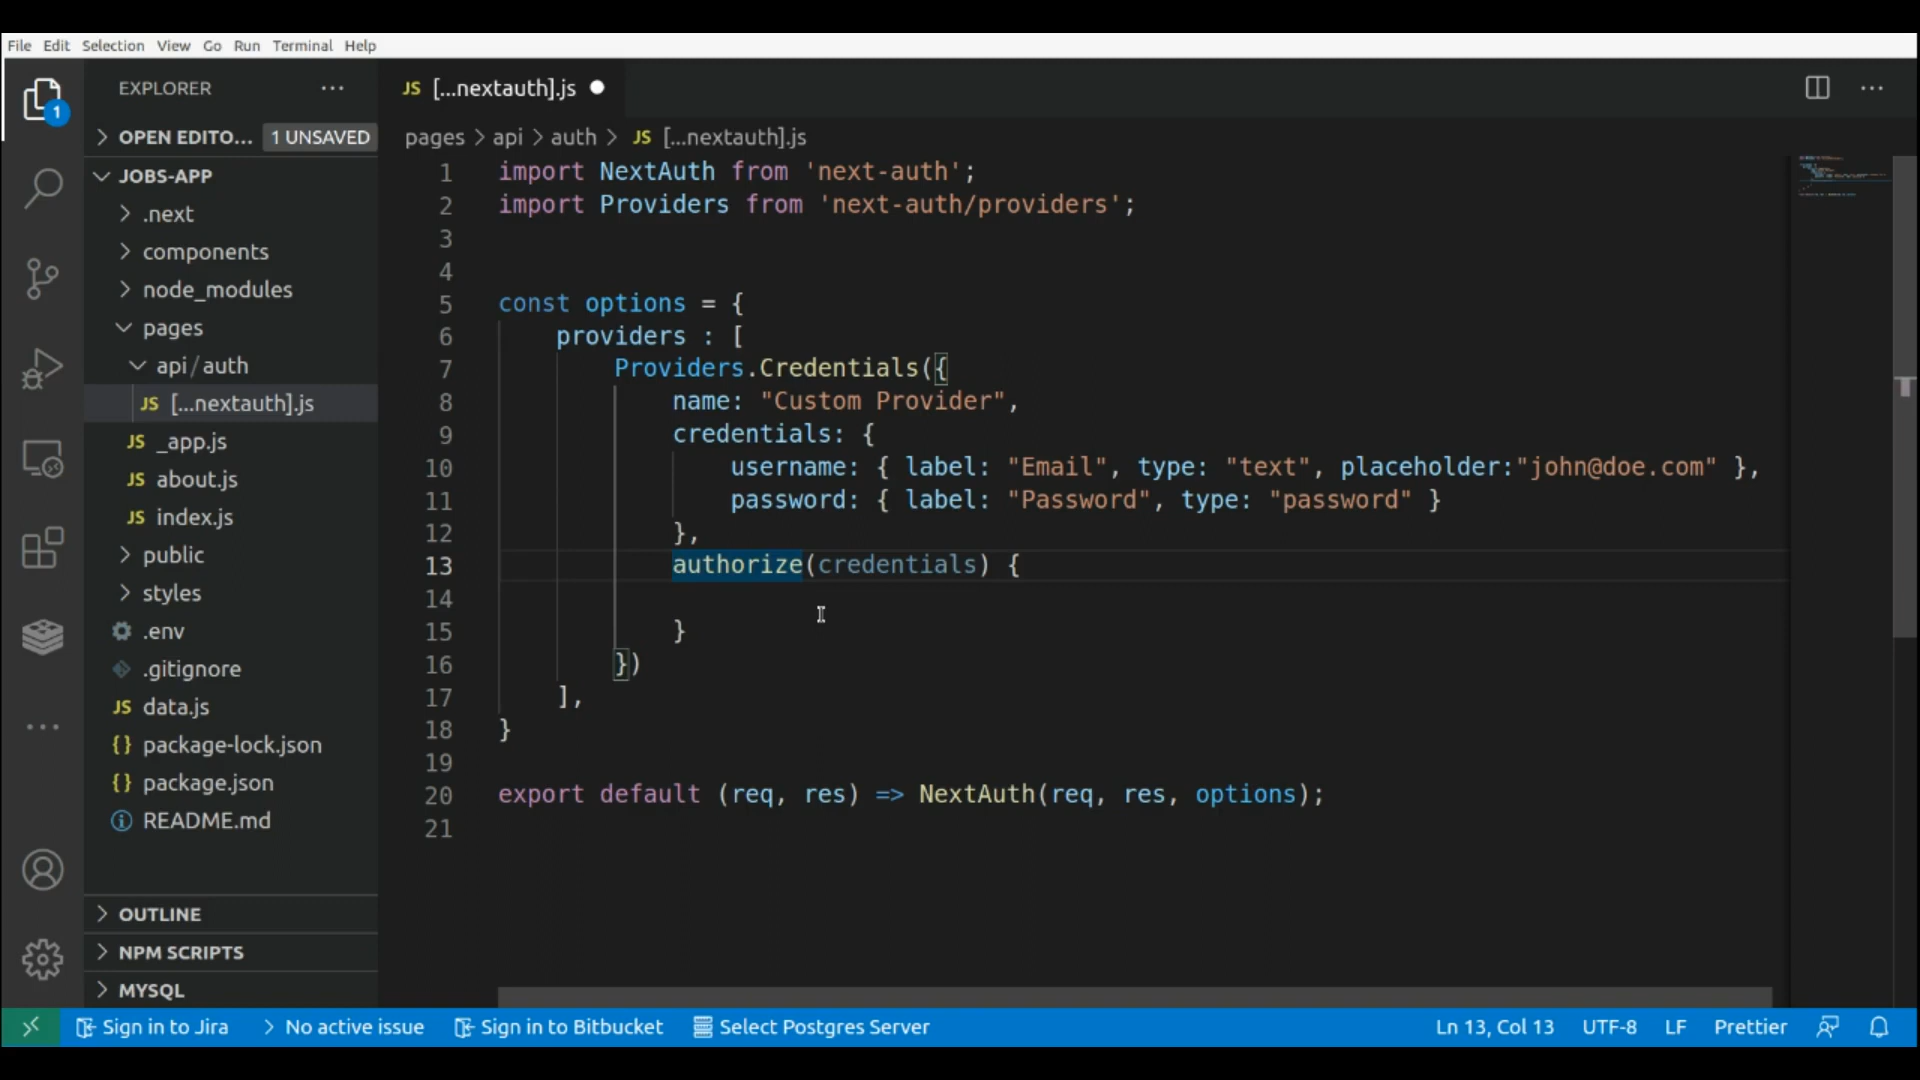 File Edit Selection View Go Run Terminal Help
EXPLORER
JS [...nextauth].js
1
OPEN EDITO... 1 UNSAVED
pages > api > auth > JS [...nextauth].js
JOBS-APP
.next
components
node_modules
pages
api/auth
JS [...nextauth].js
JS _app.js
JS about.js
JS index.js
public
styles
.env
.gitignore
JS data.js
{} package-lock.json
{} package.json
README.md
OUTLINE
NPM SCRIPTS
MYSQL
1 import NextAuth from 'next-auth';
2 import Providers from 'next-auth/providers';
3
4
5 const options = {
6 providers : [
7 Providers.Credentials({
8 name: "Custom Provider",
9 credentials: {
10 username: { label: "Email", type: "text", placeholder:"john@doe.com" },
11 password: { label: "Password", type: "password" }
12 },
13 authorize(credentials) {
14
15 }
16 })
17 ],
18 }
19
20 export default (req, res) => NextAuth(req, res, options);
21
Sign in to Jira > No active issue Sign in to Bitbucket Select Postgres Server Ln 13, Col 13 UTF-8 LF Prettier